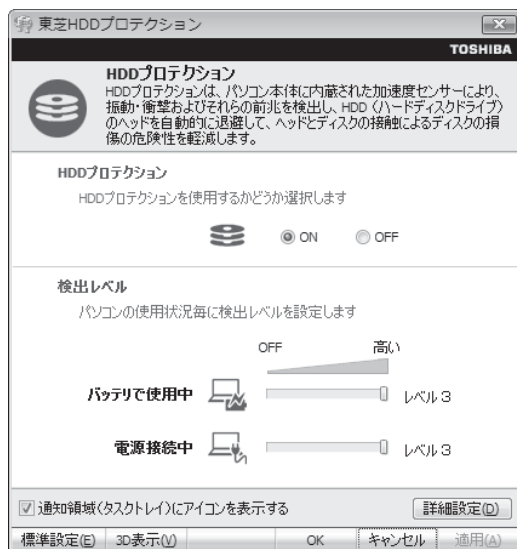 東芝HDDプロテクション
TOSHIBA
HDDプロテクション
HDDプロテクションは、パソコン本体に内蔵された加速度センサーにより、
振動・衝撃およびそれらの前兆を検出し、HDD（ハードディスクドライブ）
のヘッドを自動的に退避して、ヘッドとディスクの接触によるディスクの損
傷の危険性を軽減します。
HDDプロテクション
HDDプロテクションを使用するかどうか選択します
ON OFF
検出レベル
パソコンの使用状況毎に検出レベルを設定します
OFF 高い
バッテリで使用中 レベル 3
電源接続中 レベル 3
通知領域(タスクトレイ)にアイコンを表示する 詳細設定(D)
標準設定(E) 3D表示(V) OK キャンセル 適用(A)